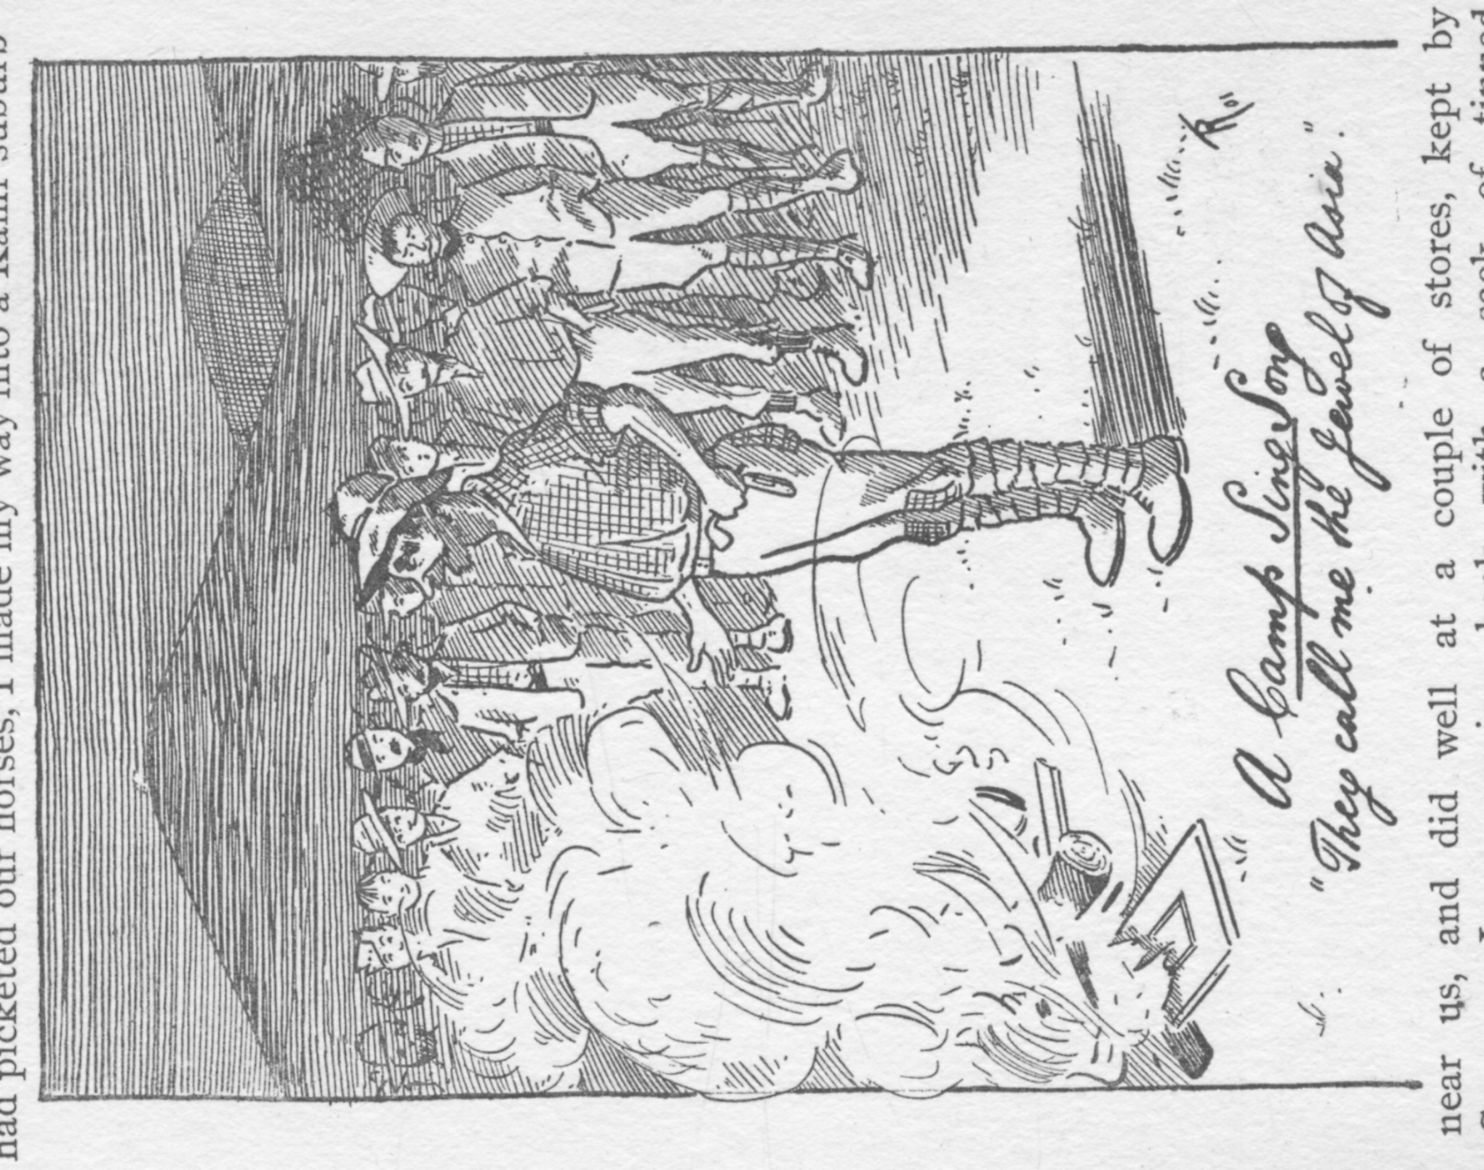 had picketed our horses, I made my way into a Kafir suburb
A Camp Sing Song
"They call me the Jewel of Asia".
near us, and did well at a couple of stores, kept by